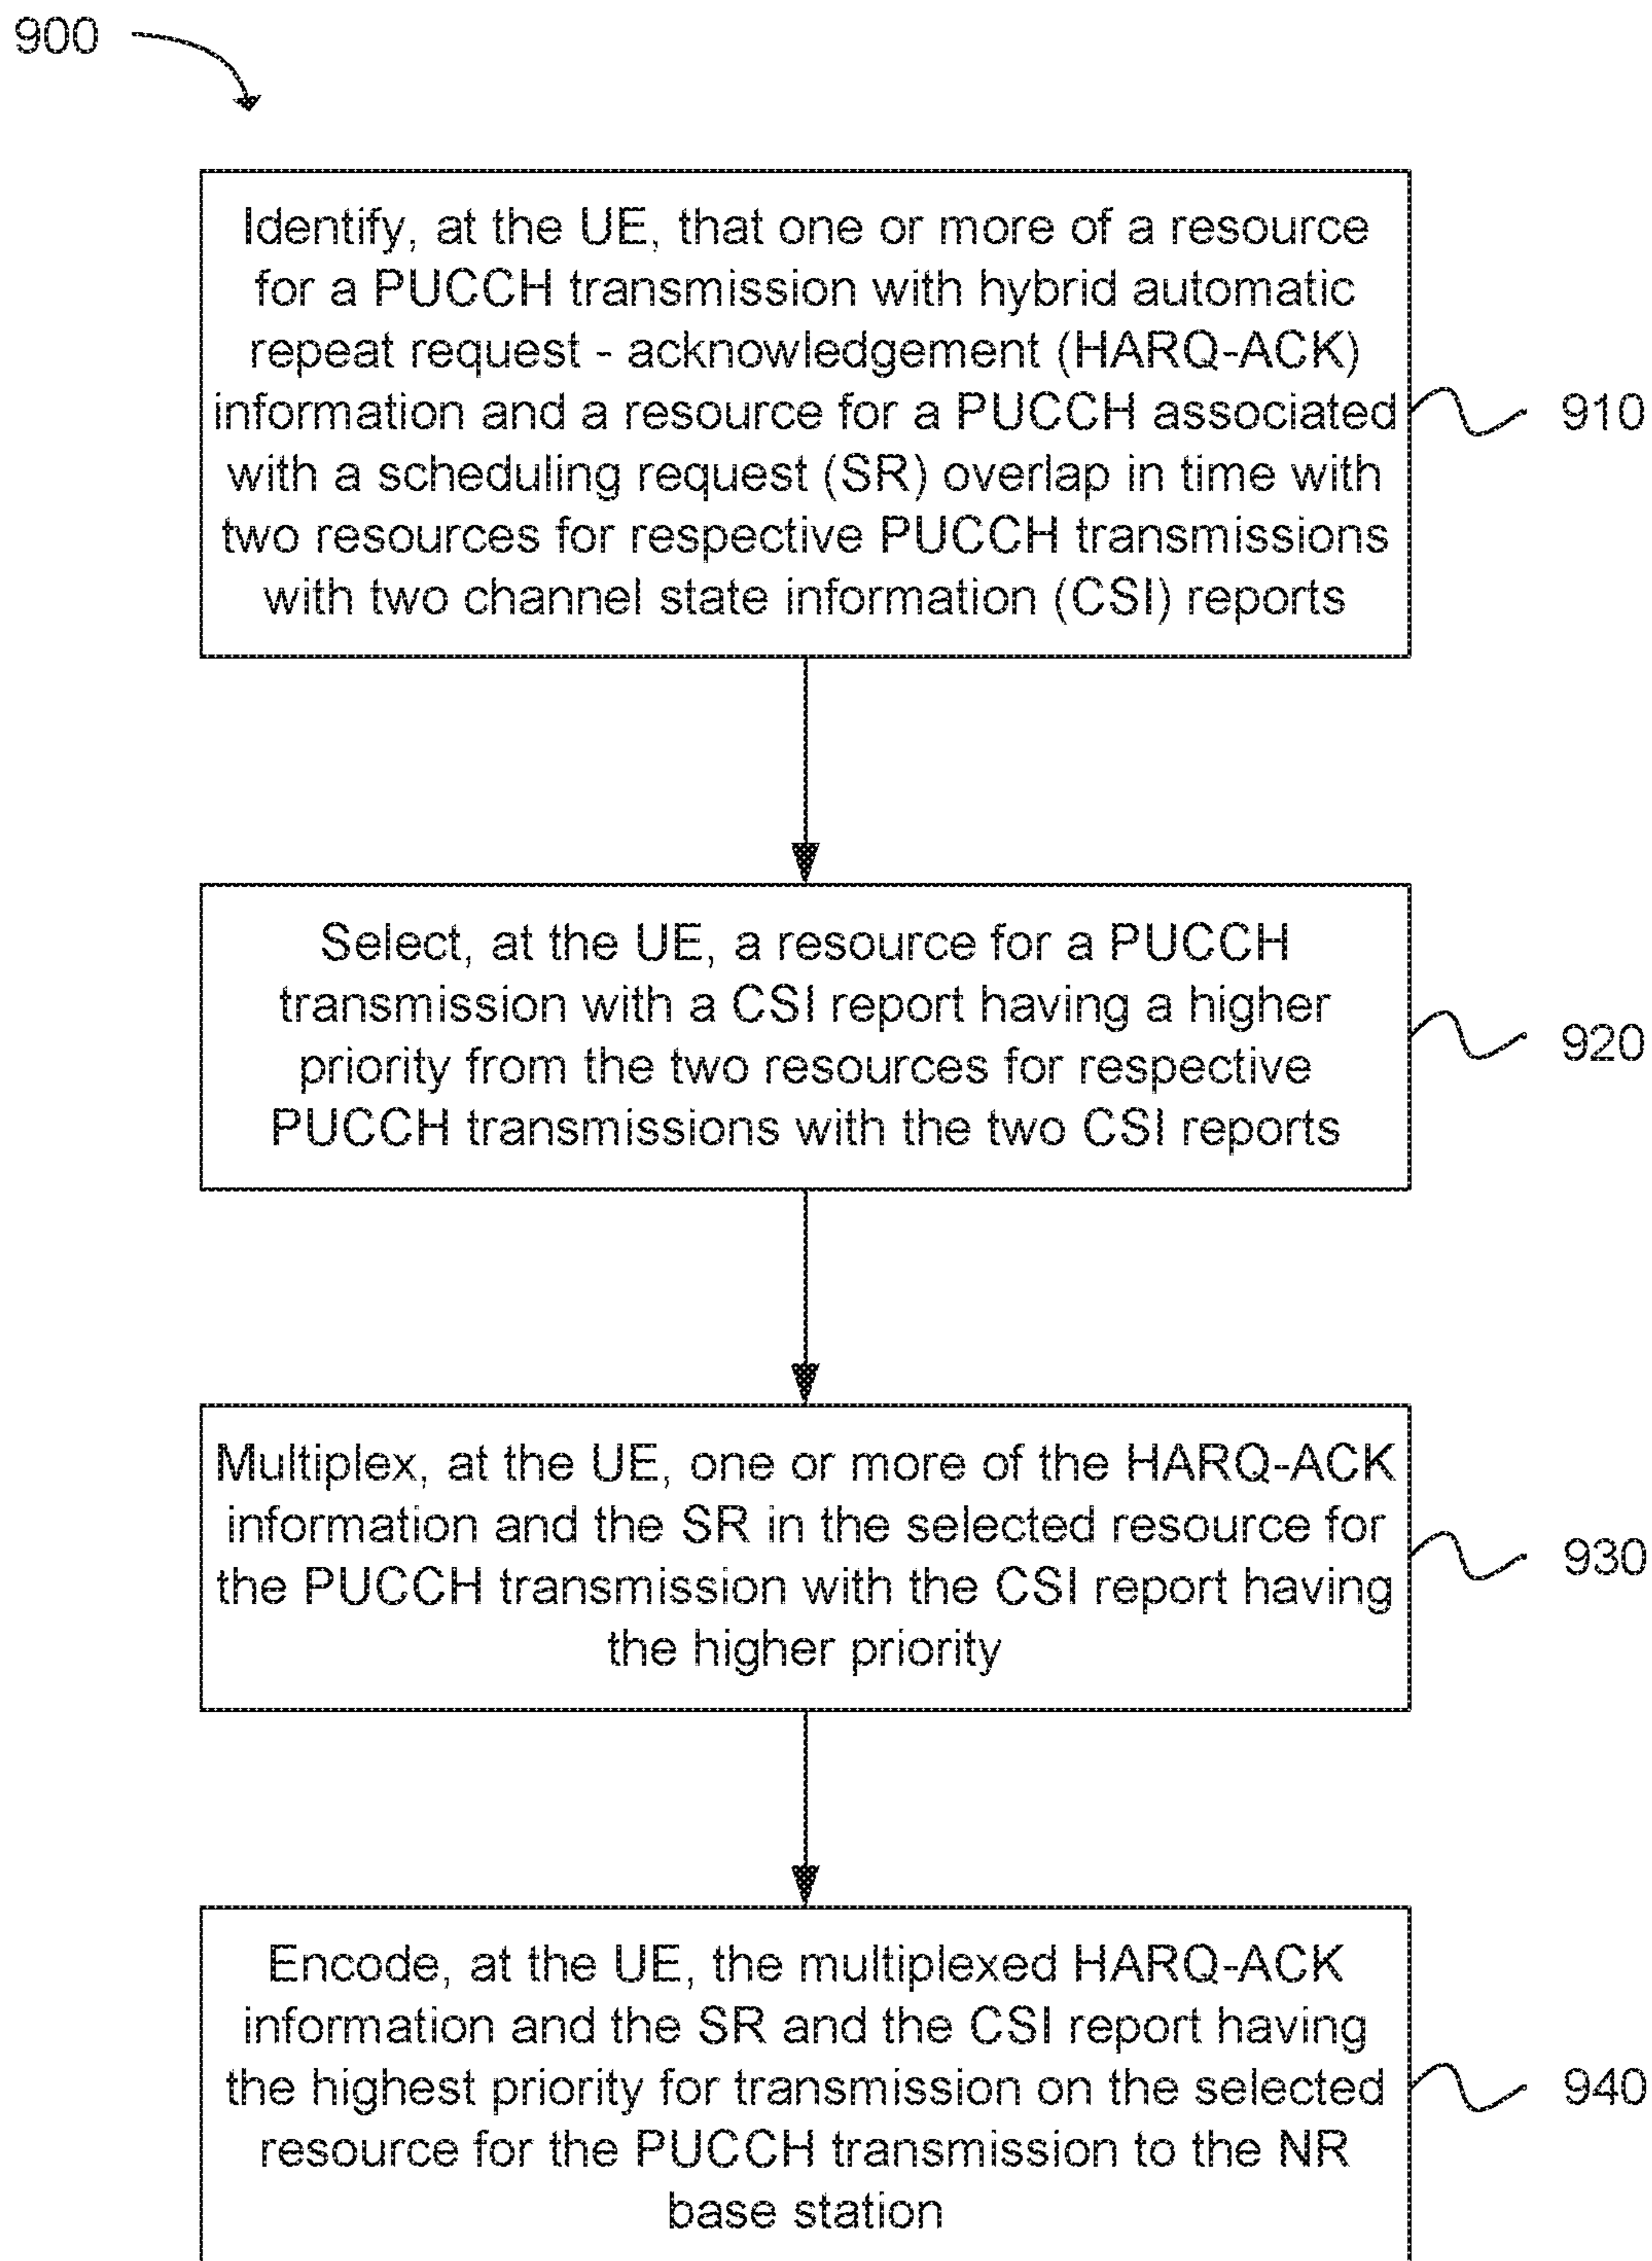 900
Identify, at the UE, that one or more of a resource
for a PUCCH transmission with hybrid automatic
repeat request - acknowledgement (HARQ-ACK)
information and a resource for a PUCCH associated
with a scheduling request (SR) overlap in time with
two resources for respective PUCCH transmissions
with two channel state information (CSI) reports
910
Select, at the UE, a resource for a PUCCH
transmission with a CSI report having a higher
priority from the two resources for respective
PUCCH transmissions with the two CSI reports
920
Multiplex, at the UE, one or more of the HARQ-ACK
information and the SR in the selected resource for
the PUCCH transmission with the CSI report having
the higher priority
930
Encode, at the UE, the multiplexed HARQ-ACK
information and the SR and the CSI report having
the highest priority for transmission on the selected
resource for the PUCCH transmission to the NR
base station
940